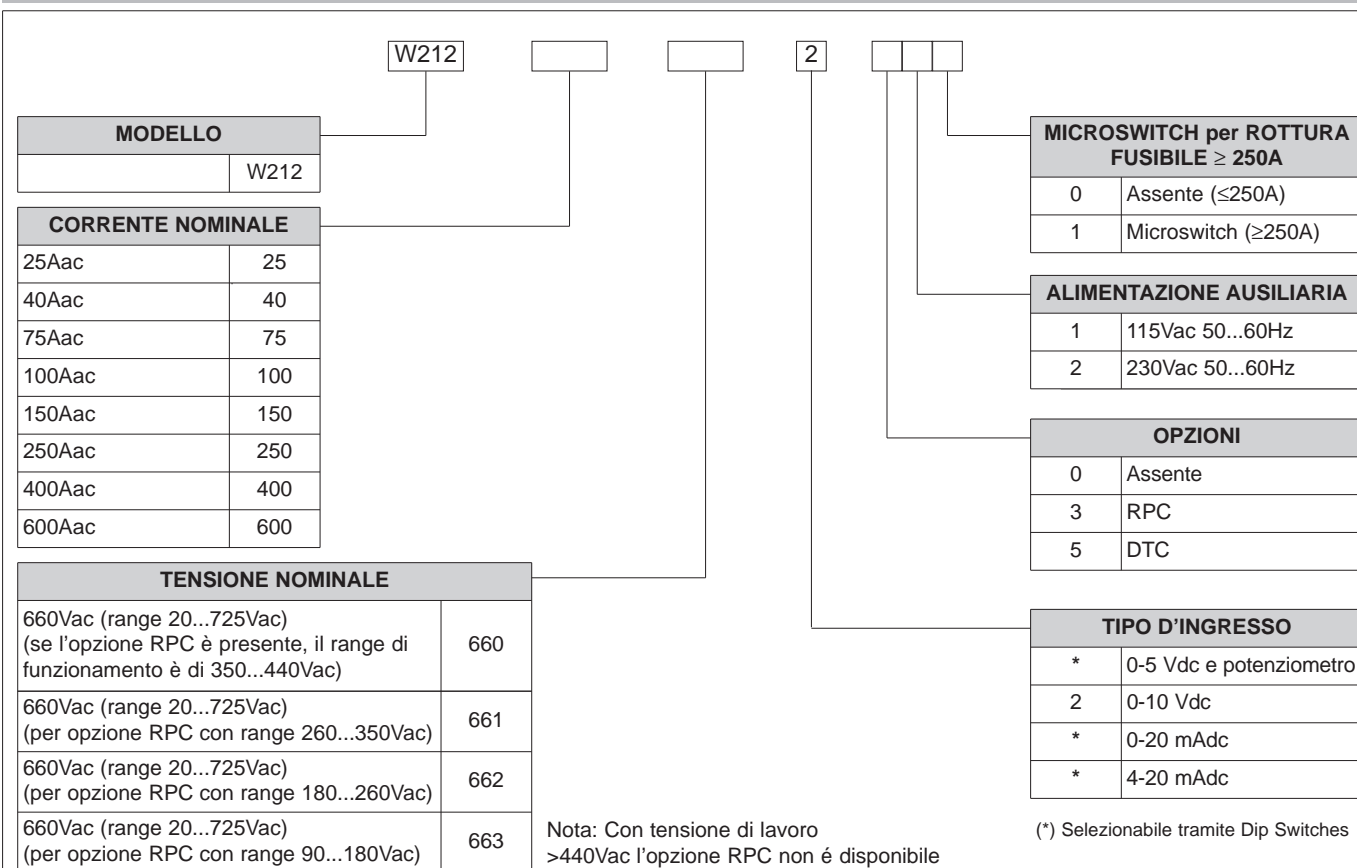 W212 2
MODELLO
W212
CORRENTE NOMINALE
25Aac 25
40Aac 40
75Aac 75
100Aac 100
150Aac 150
250Aac 250
400Aac 400
600Aac 600
TENSIONE NOMINALE
660Vac (range 20...725Vac)
(se l'opzione RPC è presente, il range di
funzionamento è di 350...440Vac)
660
660Vac (range 20...725Vac)
(per opzione RPC con range 260...350Vac)
661
660Vac (range 20...725Vac)
(per opzione RPC con range 180...260Vac)
662
660Vac (range 20...725Vac)
(per opzione RPC con range 90...180Vac)
663
Nota: Con tensione di lavoro
>440Vac l'opzione RPC non é disponibile
MICROSWITCH per ROTTURA
FUSIBILE ≥ 250A
0 Assente (≤250A)
1 Microswitch (≥250A)
ALIMENTAZIONE AUSILIARIA
1 115Vac 50...60Hz
2 230Vac 50...60Hz
OPZIONI
0 Assente
3 RPC
5 DTC
TIPO D'INGRESSO
* 0-5 Vdc e potenziometro
2 0-10 Vdc
* 0-20 mAdc
* 4-20 mAdc
(*) Selezionabile tramite Dip Switches